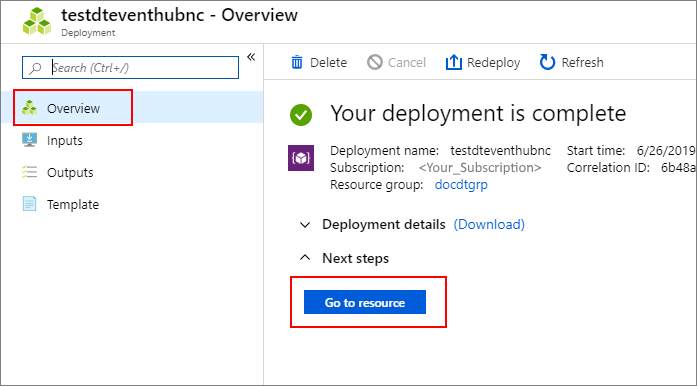 testdteventhubnc - Overview
Deployment
Search (Ctrl+/)
«
Overview
Inputs
Outputs
Template
Delete Cancel Redeploy Refresh
Your deployment is complete
Deployment name: testdteventhubnc Start time: 6/26/2019
Subscription: <Your_Subscription> Correlation ID: 6b48a
Resource group: docdtgrp
Deployment details (Download)
Next steps
Go to resource